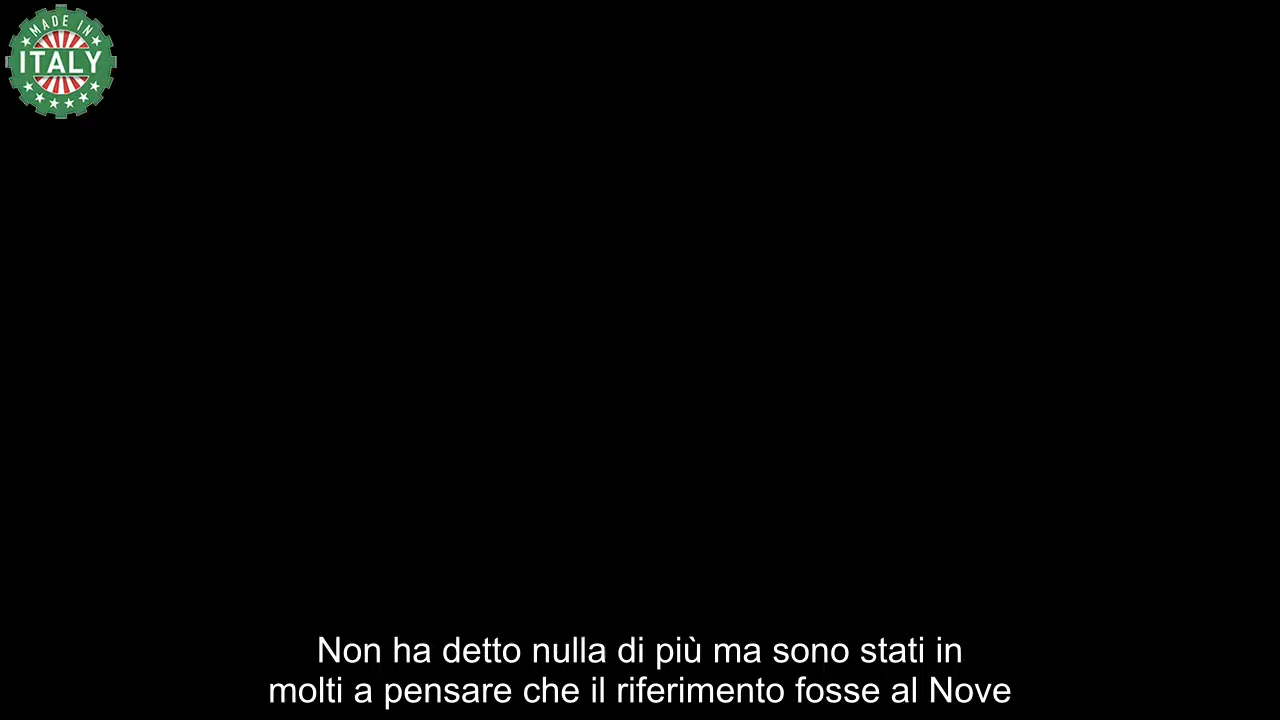 MADE IN
ITALY
Non ha detto nulla di più ma sono stati in
molti a pensare che il riferimento fosse al Nove